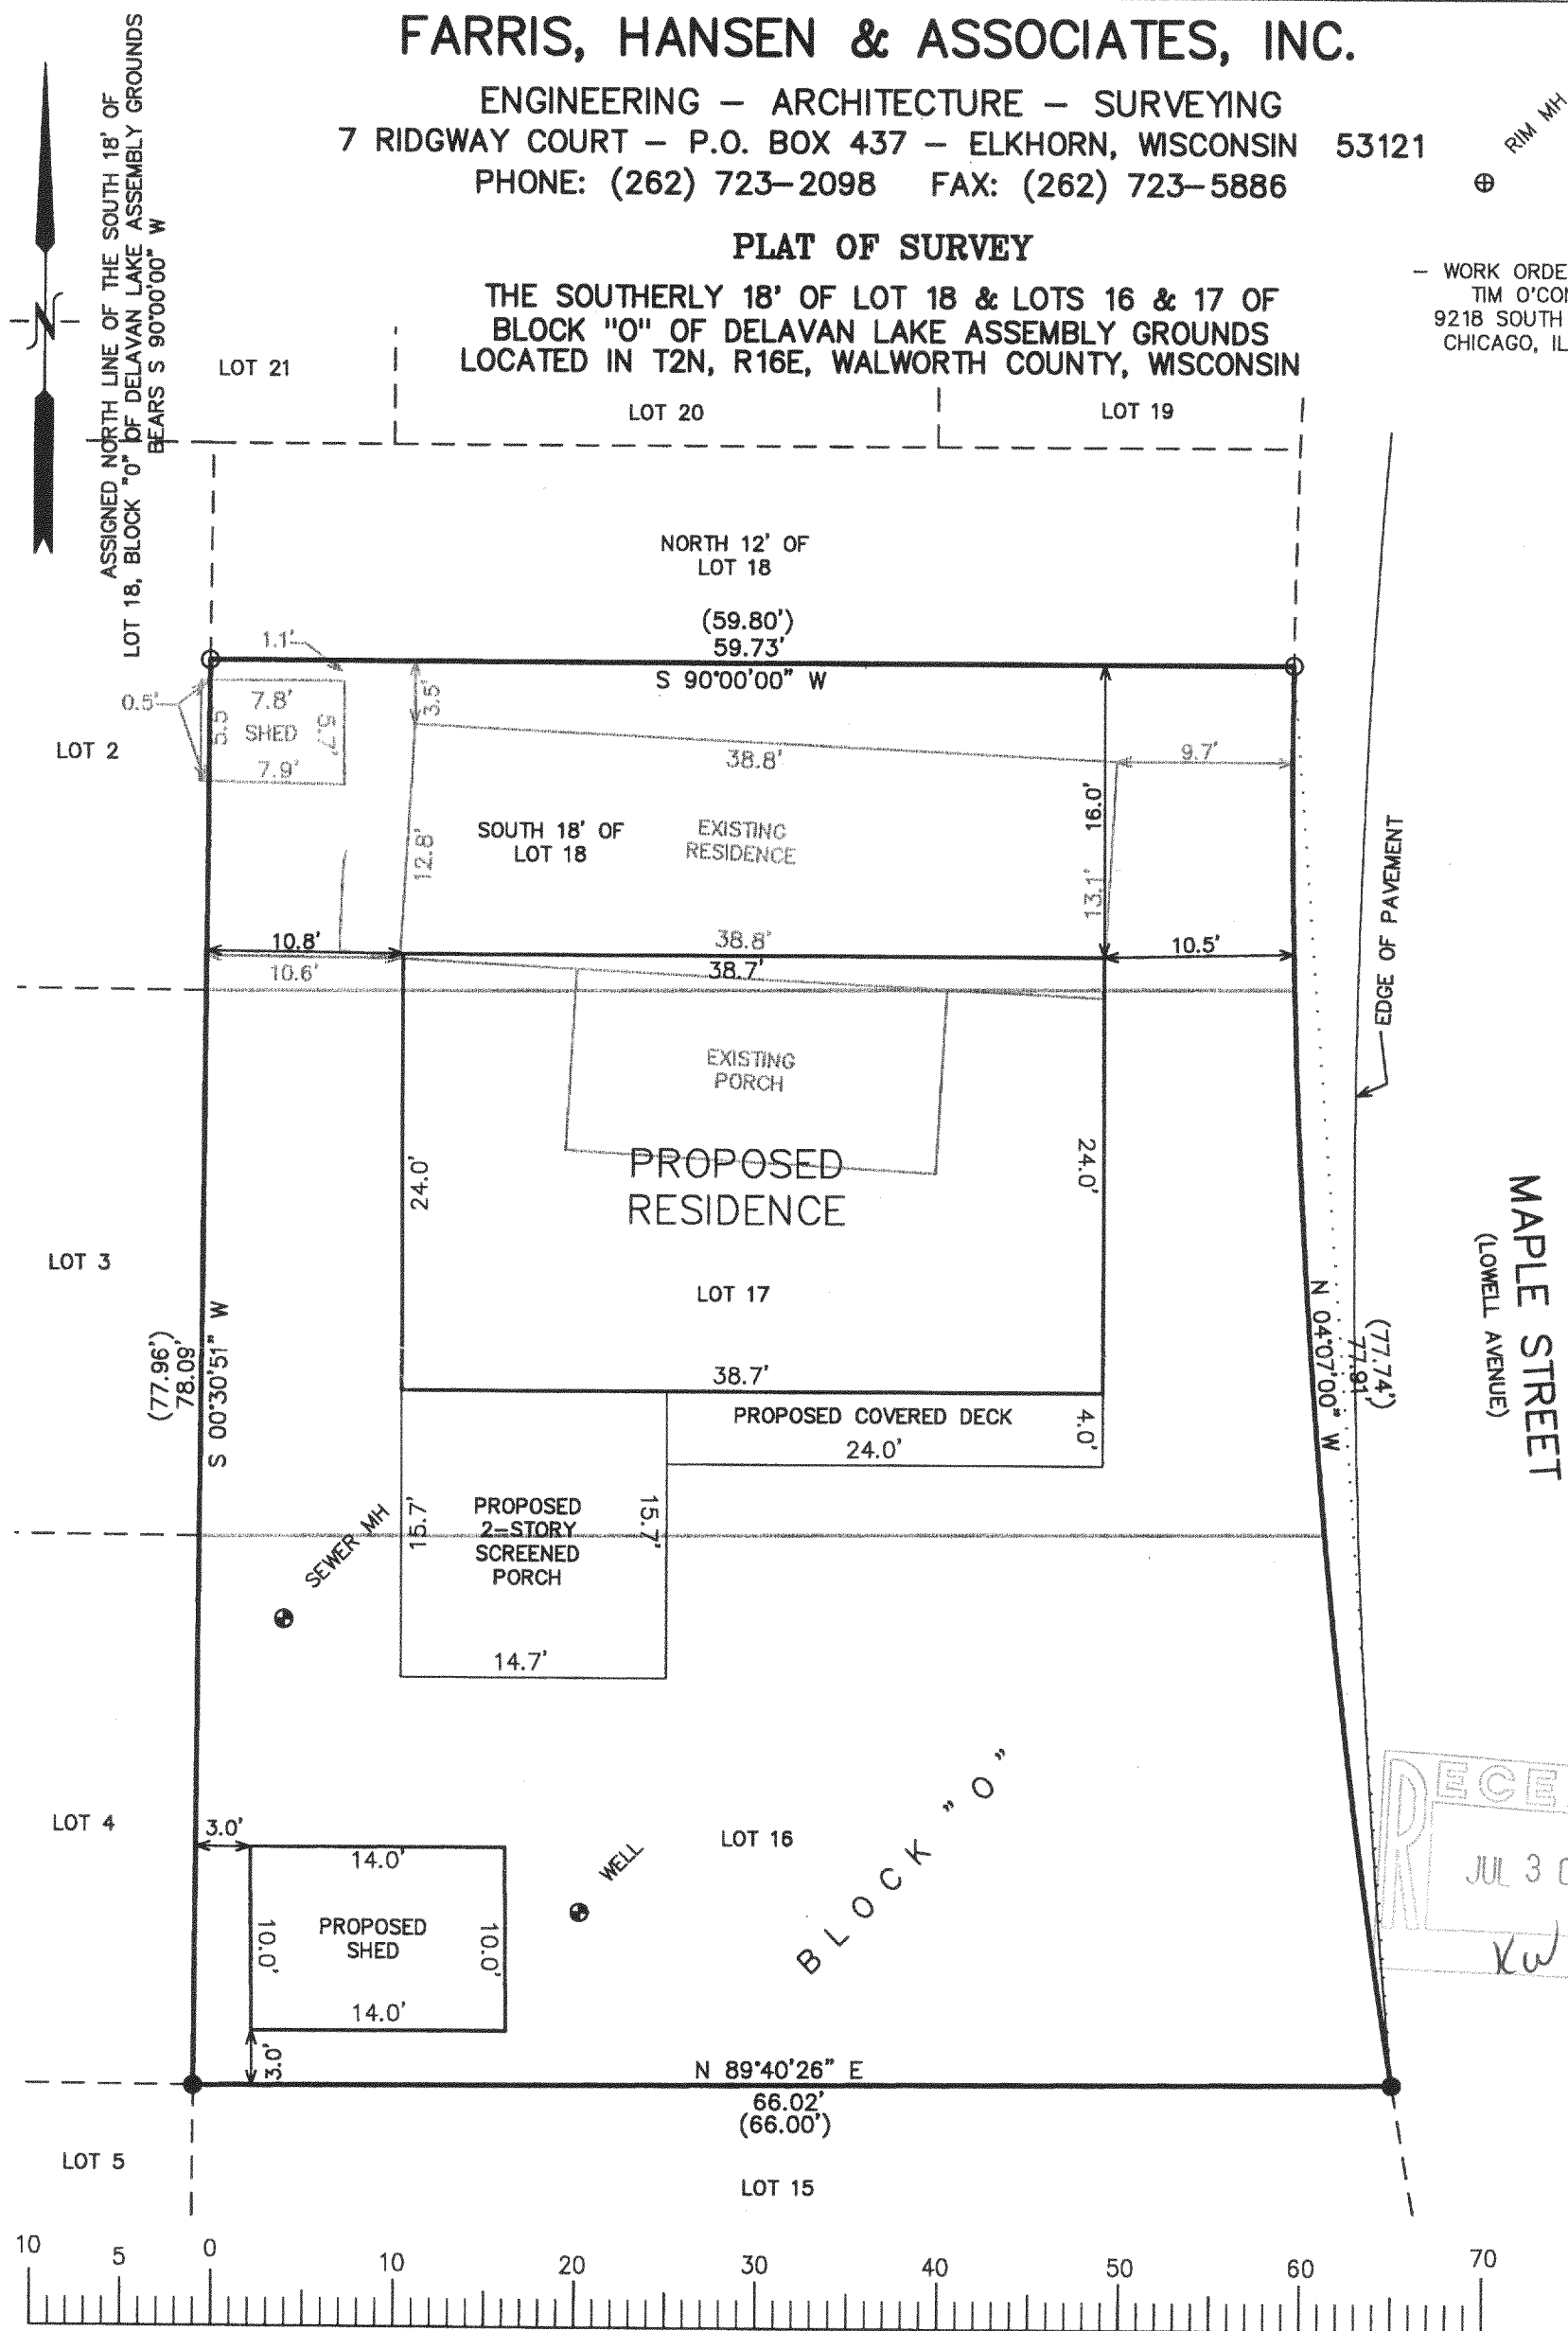 FARRIS, HANSEN & ASSOCIATES, INC.
ENGINEERING – ARCHITECTURE – SURVEYING
7 RIDGWAY COURT – P.O. BOX 437 – ELKHORN, WISCONSIN 53121
PHONE: (262) 723–2098 FAX: (262) 723–5886
RIM MH
PLAT OF SURVEY
THE SOUTHERLY 18' OF LOT 18 & LOTS 16 & 17 OF
BLOCK "O" OF DELAVAN LAKE ASSEMBLY GROUNDS
LOCATED IN T2N, R16E, WALWORTH COUNTY, WISCONSIN
– WORK ORDE
TIM O'CO
9218 SOUTH
CHICAGO, IL
N
ASSIGNED NORTH LINE OF THE SOUTH 18' OF
LOT 18, BLOCK "O" OF DELAVAN LAKE ASSEMBLY GROUNDS
BEARS S 90°00'00" W
LOT 21
LOT 20
LOT 19
NORTH 12' OF
LOT 18
(59.80')
59.73'
S 90°00'00" W
1.1'
0.5'
7.8'
5.5
SHED
5.7'
7.9'
3.5'
LOT 2
38.8'
9.7'
19.0'
SOUTH 18' OF
LOT 18
EXISTING
RESIDENCE
12.8'
13.1'
10.8'
10.6'
38.8'
38.7'
10.5'
EDGE OF PAVEMENT
EXISTING
PORCH
PROPOSED
RESIDENCE
24.0'
24.0'
LOT 3
LOT 17
MAPLE STREET
(LOWELL AVENUE)
(77.96')
78.09'
S 00°30'51" W
N 04°07'00" W
77.91'
(77.74')
38.7'
PROPOSED COVERED DECK
4.0'
24.0'
PROPOSED
2–STORY
SCREENED
PORCH
15.7'
15.7'
14.7'
SEWER MH
LOT 4
LOT 16
WELL
BLOCK "O"
3.0'
14.0'
PROPOSED
SHED
10.0'
10.0'
14.0'
3.0'
RECE
JUL 3 0
KW
N 89°40'26" E
66.02'
(66.00')
LOT 5
LOT 15
10 5 0 10 20 30 40 50 60 70